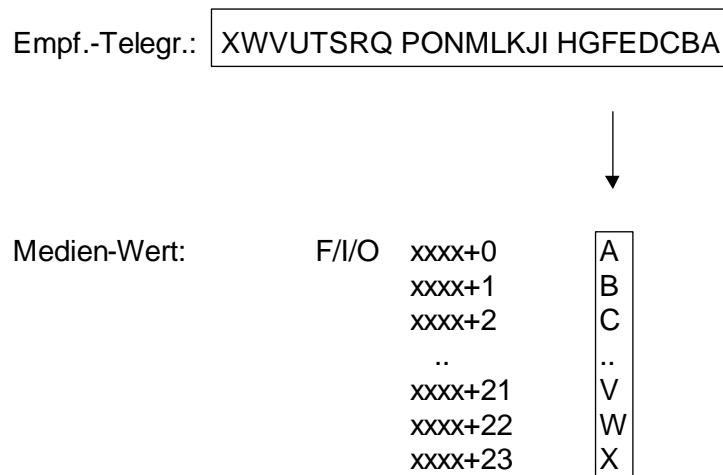 Empf.-Telegr.: XWVUTSRQ PONMLKJI HGFEDCBA
Medien-Wert: F/I/O xxxx+0 A
xxxx+1 B
xxxx+2 C
.. ..
xxxx+21 V
xxxx+22 W
xxxx+23 X